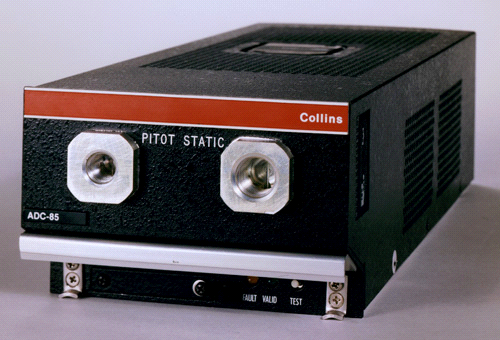 Collins
PITOT STATIC
ADC-85
FAULT VALID TEST